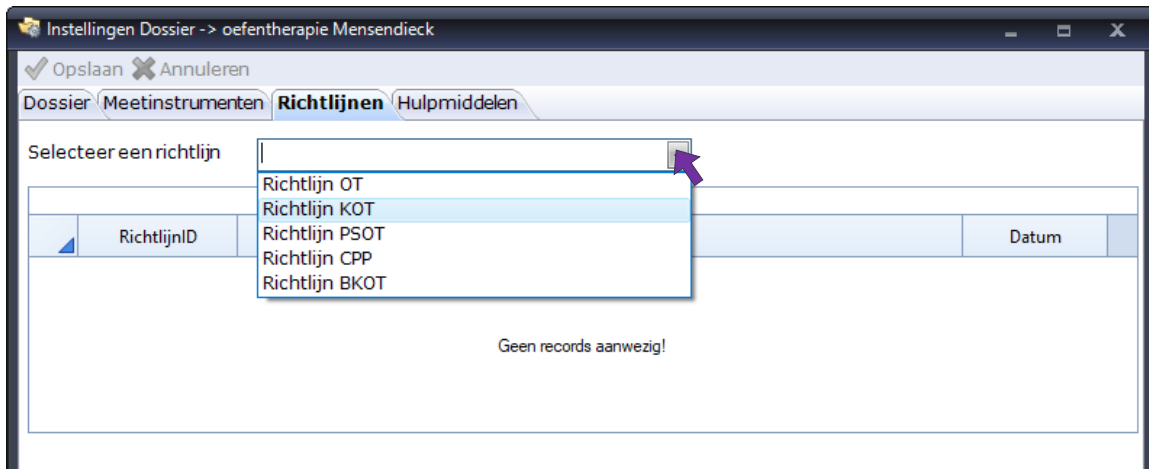 Instellingen Dossier -> oefentherapie Mensendieck
Opslaan Annuleren
Dossier Meetinstrumenten Richtlijnen Hulpmiddelen
Selecteer een richtlijn
Richtlijn OT
Richtlijn KOT
Richtlijn PSOT
Richtlijn CPP
Richtlijn BKOT
RichtlijnID Datum
Geen records aanwezig!